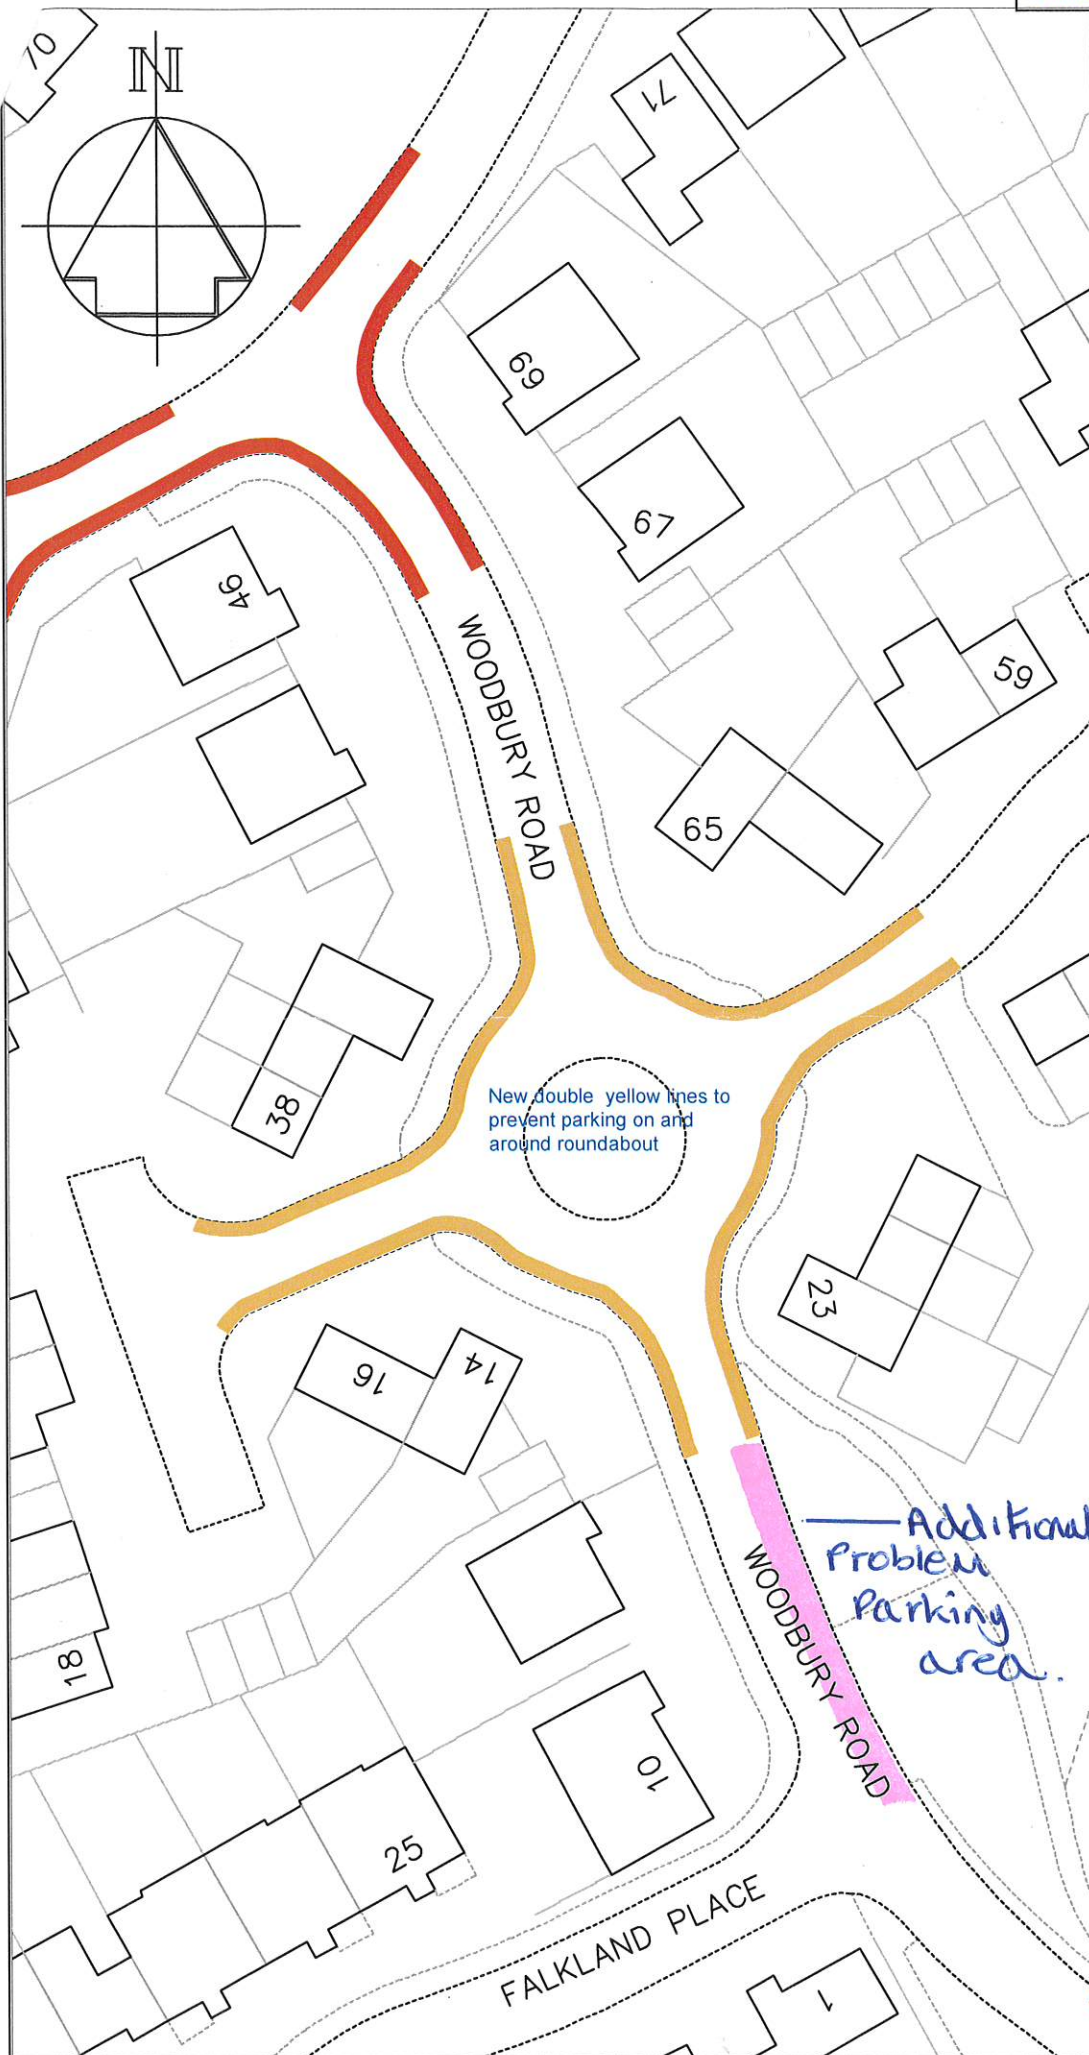 70
N
71
69
67
46
WOODBURY ROAD
59
65
38
New double yellow lines to
prevent parking on and
around roundabout
23
16
14
Additional
Problem
Parking
area.
WOODBURY ROAD
18
10
25
FALKLAND PLACE
1